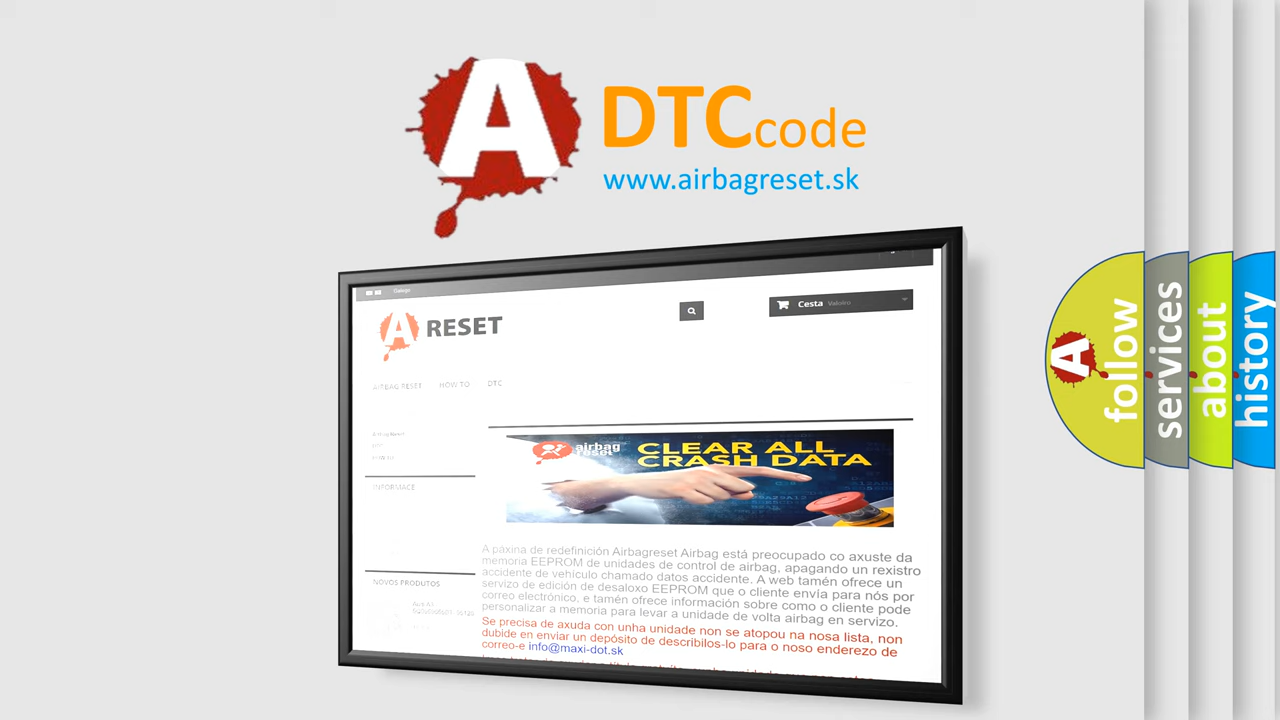 A DTCcode
www.airbagreset.sk
Galego
A RESET
Cesta Valeiro
AIRBAG RESET HOW TO DTC
INFORMACE
NOVOS PRODUTOS
airbag
reset
CLEAR ALL
CRASH DATA
A páxina de redefinición Airbagreset Airbag está preocupado co axuste da
memoria EEPROM de unidades de control de airbag, apagando un rexistro
accidente de vehículo chamado datos accidente. A web tamén ofrece un
servizo de edición de desaloxo EEPROM que o cliente envía para nós por
correo electrónico, e tamén ofrece información sobre como o cliente pode
personalizar a memoria para levar a unidade de volta airbag en servizo.
Se precisa de axuda con unha unidade non se atopou na nosa lista, non
dubide en enviar un depósito de describilos-lo para o noso enderezo de
correo-e info@maxi-dot.sk
A
follow
services
about
history